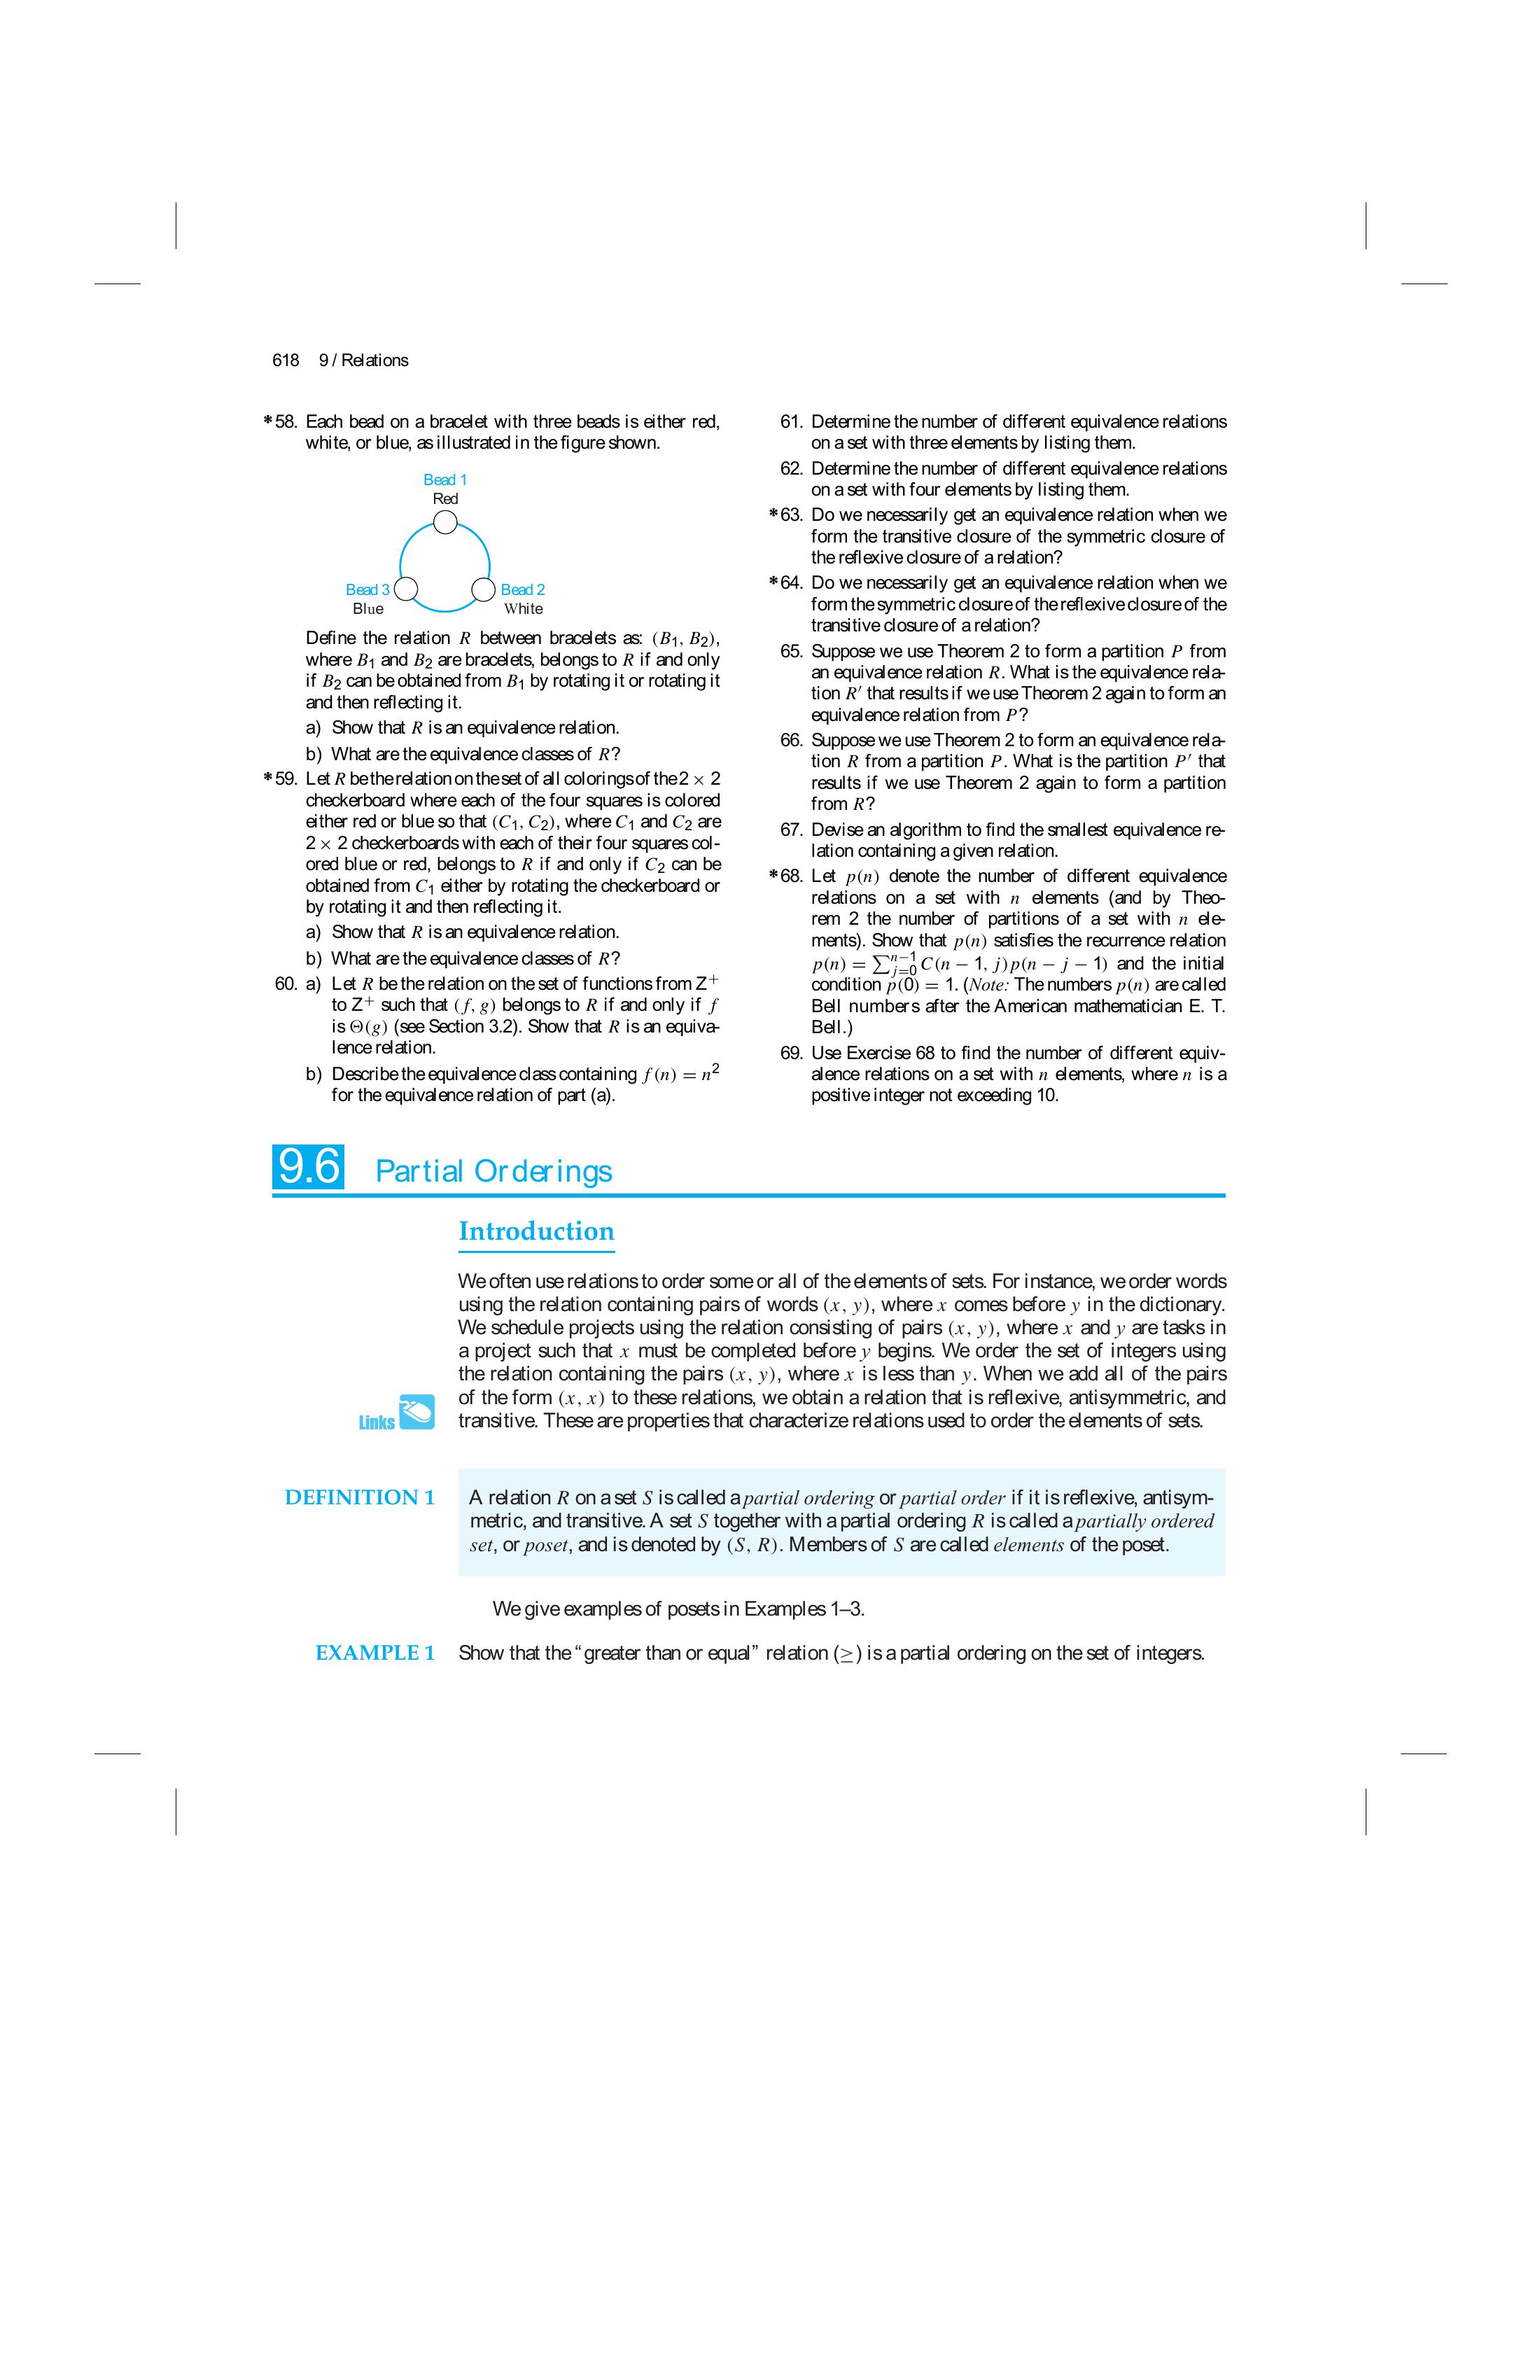 618 9 / Relations
*58. Each bead on a bracelet with three beads is either red,
white, or blue, as illustrated in the figure shown.
Bead 1
Red
Bead 3
Blue
Bead 2
White
Define the relation R between bracelets as: (B1, B2),
where B1 and B2 are bracelets, belongs to R if and only
if B2 can be obtained from B1 by rotating it or rotating it
and then reflecting it.
a) Show that R is an equivalence relation.
b) What are the equivalence classes of R?
*59. Let R be the relation on the set of all colorings of the 2 × 2
checkerboard where each of the four squares is colored
either red or blue so that (C1, C2), where C1 and C2 are
2 × 2 checkerboards with each of their four squares col-
ored blue or red, belongs to R if and only if C2 can be
obtained from C1 either by rotating the checkerboard or
by rotating it and then reflecting it.
a) Show that R is an equivalence relation.
b) What are the equivalence classes of R?
60. a) Let R be the relation on the set of functions from Z+
to Z+ such that (f, g) belongs to R if and only if f
is Θ(g) (see Section 3.2). Show that R is an equiva-
lence relation.
b) Describe the equivalence class containing f(n) = n²
for the equivalence relation of part (a).
61. Determine the number of different equivalence relations
on a set with three elements by listing them.
62. Determine the number of different equivalence relations
on a set with four elements by listing them.
*63. Do we necessarily get an equivalence relation when we
form the transitive closure of the symmetric closure of
the reflexive closure of a relation?
*64. Do we necessarily get an equivalence relation when we
form the symmetric closure of the reflexive closure of the
transitive closure of a relation?
65. Suppose we use Theorem 2 to form a partition P from
an equivalence relation R. What is the equivalence rela-
tion R′ that results if we use Theorem 2 again to form an
equivalence relation from P?
66. Suppose we use Theorem 2 to form an equivalence rela-
tion R from a partition P. What is the partition P′ that
results if we use Theorem 2 again to form a partition
from R?
67. Devise an algorithm to find the smallest equivalence re-
lation containing a given relation.
*68. Let p(n) denote the number of different equivalence
relations on a set with n elements (and by Theo-
rem 2 the number of partitions of a set with n ele-
ments). Show that p(n) satisfies the recurrence relation
p(n) = ∑_{j=0}^{n−1} C(n − 1, j)p(n − j − 1) and the initial
condition p(0) = 1. (Note: The numbers p(n) are called
Bell numbers after the American mathematician E. T.
Bell.)
69. Use Exercise 68 to find the number of different equiv-
alence relations on a set with n elements, where n is a
positive integer not exceeding 10.
9.6 Partial Orderings
Introduction
We often use relations to order some or all of the elements of sets. For instance, we order words
using the relation containing pairs of words (x, y), where x comes before y in the dictionary.
We schedule projects using the relation consisting of pairs (x, y), where x and y are tasks in
a project such that x must be completed before y begins. We order the set of integers using
the relation containing the pairs (x, y), where x is less than y. When we add all of the pairs
of the form (x, x) to these relations, we obtain a relation that is reflexive, antisymmetric, and
Links
transitive. These are properties that characterize relations used to order the elements of sets.
DEFINITION 1 A relation R on a set S is called a partial ordering or partial order if it is reflexive, antisym-
metric, and transitive. A set S together with a partial ordering R is called a partially ordered
set, or poset, and is denoted by (S, R). Members of S are called elements of the poset.
We give examples of posets in Examples 1–3.
EXAMPLE 1 Show that the “greater than or equal” relation (≥) is a partial ordering on the set of integers.